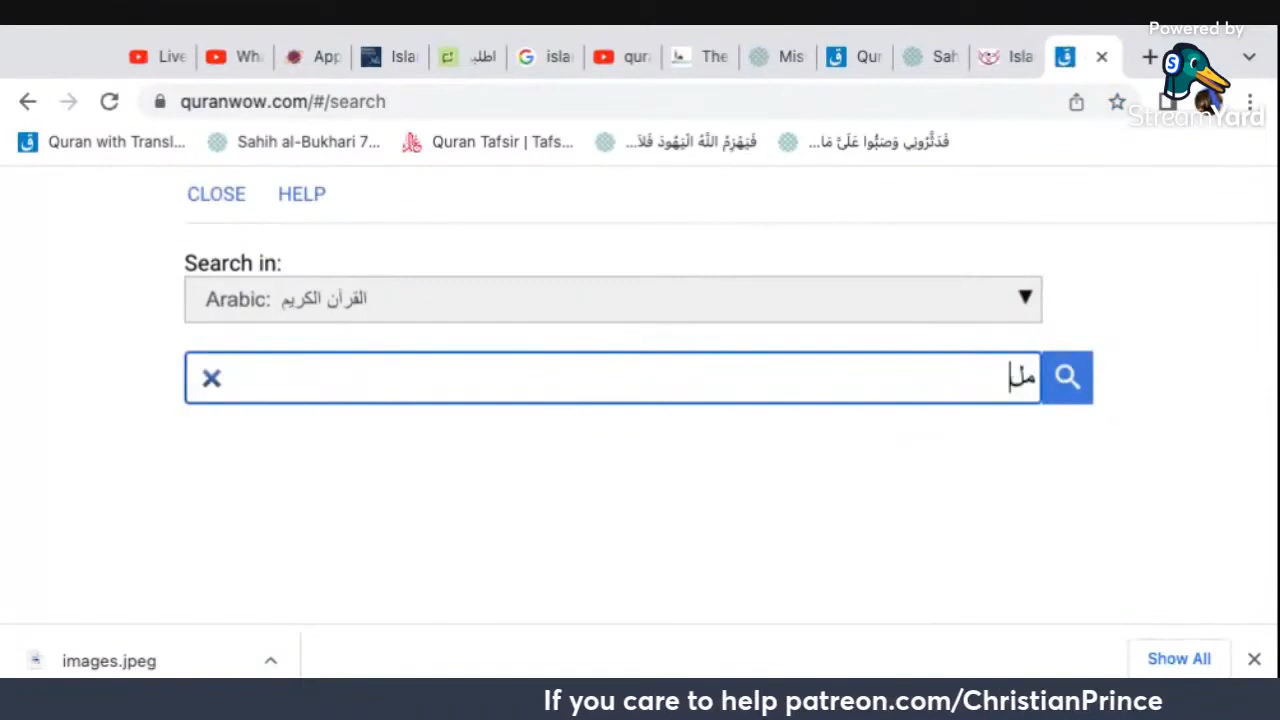 Powered by
StreamYard
Live
Wh
App
Isla
اطلب
isla
qur
The
Mis
Qur
Sah
Isla
quranwow.com/#/search
Quran with Transl...
Sahih al-Bukhari 7...
Quran Tafsir | Tafs...
فَيَهْزِمُ اللَّهُ الْيَهُودَ فَلاَ...
فَدَثَّرُونِي وَصَبُّوا عَلَىَّ مَا...
CLOSE HELP
Search in:
Arabic: القرآن الكريم
مل
images.jpeg
Show All
If you care to help patreon.com/ChristianPrince